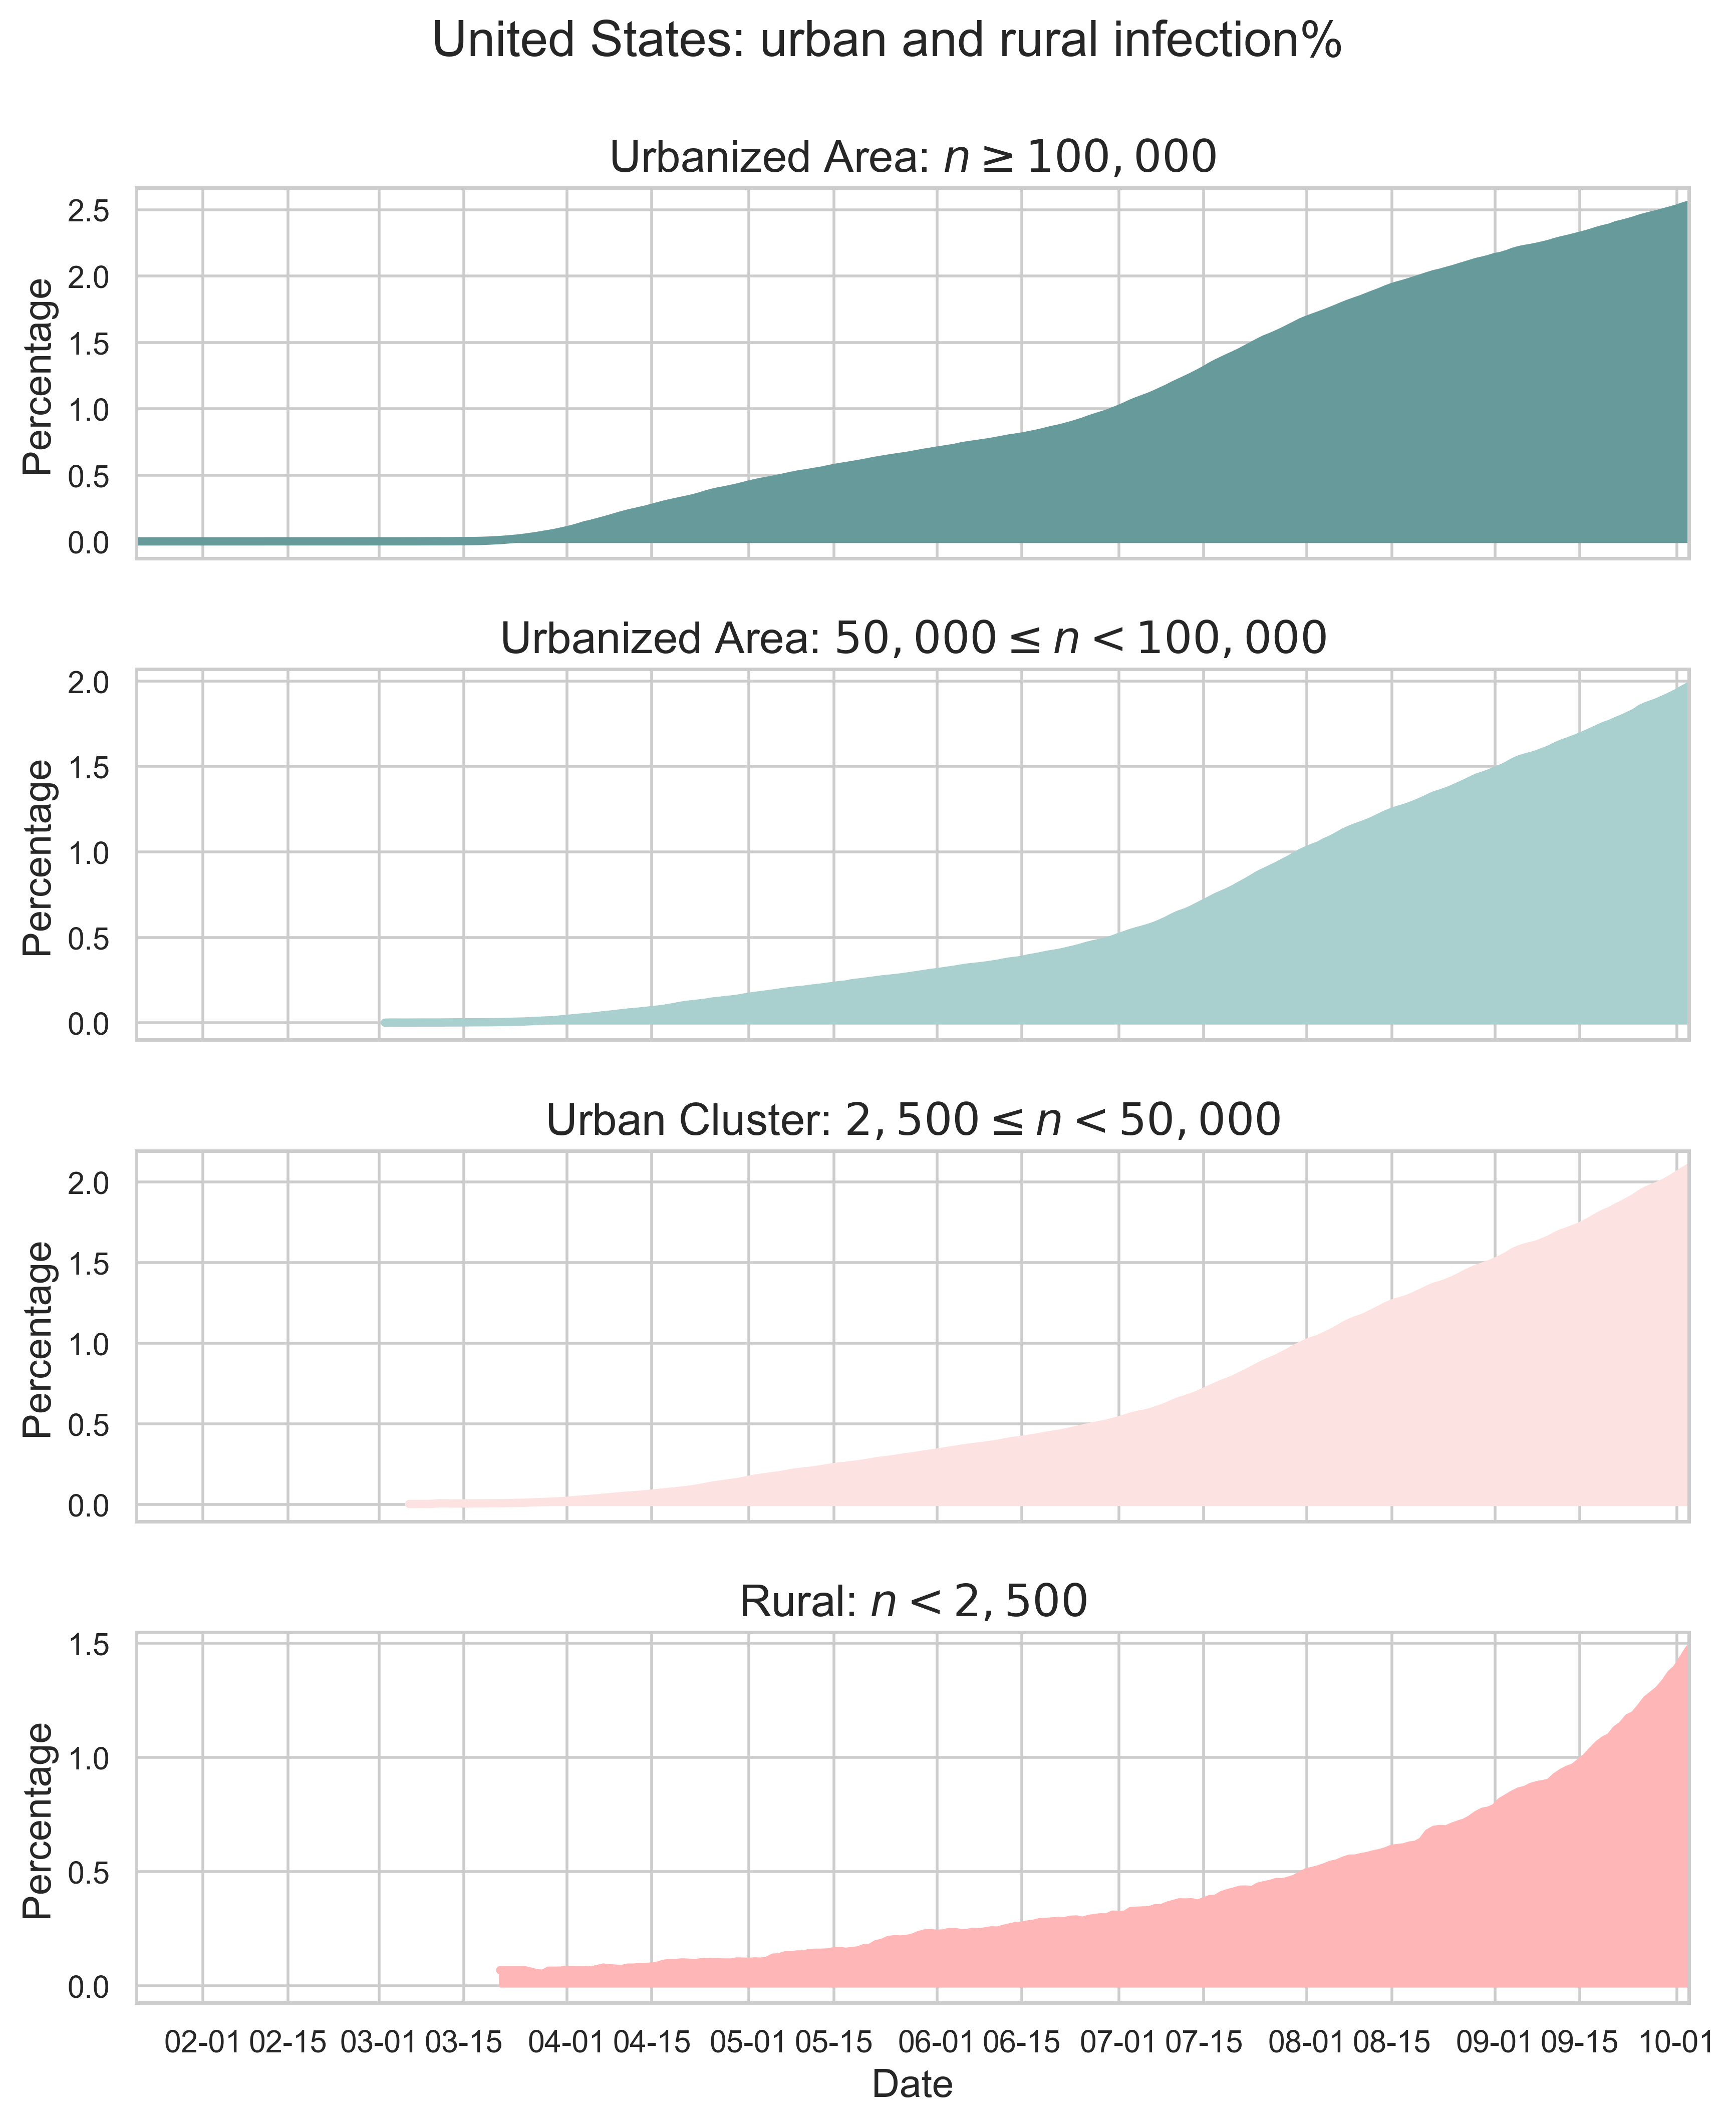 United States: urban and rural infection%
Urbanized Area: n ≥ 100, 000
2.5
2.0
1.5
1.0
0.5
0.0
Percentage
Urbanized Area: 50, 000 ≤ n < 100, 000
2.0
1.5
1.0
0.5
0.0
Percentage
Urban Cluster: 2, 500 ≤ n < 50, 000
2.0
1.5
1.0
0.5
0.0
Percentage
Rural: n < 2, 500
1.5
1.0
0.5
0.0
Percentage
02-01 02-15 03-01 03-15 04-01 04-15 05-01 05-15 06-01 06-15 07-01 07-15 08-01 08-15 09-01 09-15 10-01
Date